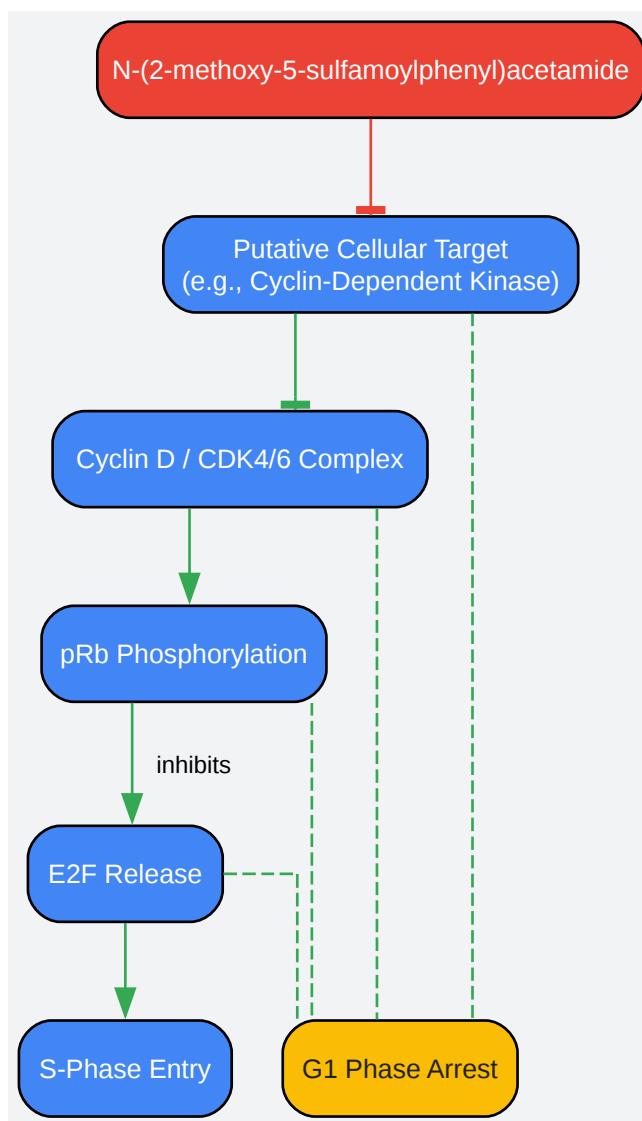 N-(2-methoxy-5-sulfamoylphenyl)acetamide
Putative Cellular Target
(e.g., Cyclin-Dependent Kinase)
Cyclin D / CDK4/6 Complex
pRb Phosphorylation
inhibits
E2F Release
S-Phase Entry
G1 Phase Arrest